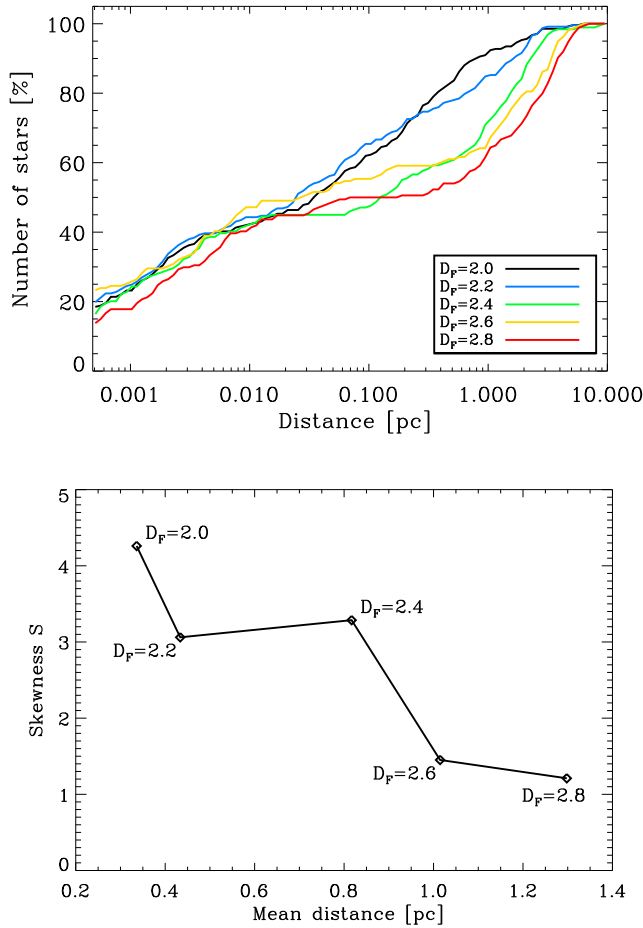 Number of stars [%]
100
80
60
40
20
0
D_F=2.0
D_F=2.2
D_F=2.4
D_F=2.6
D_F=2.8
0.001 0.010 0.100 1.000 10.000
Distance [pc]
Skewness S
5
4
3
2
1
0
D_F=2.0
D_F=2.2
D_F=2.4
D_F=2.6
D_F=2.8
0.2 0.4 0.6 0.8 1.0 1.2 1.4
Mean distance [pc]